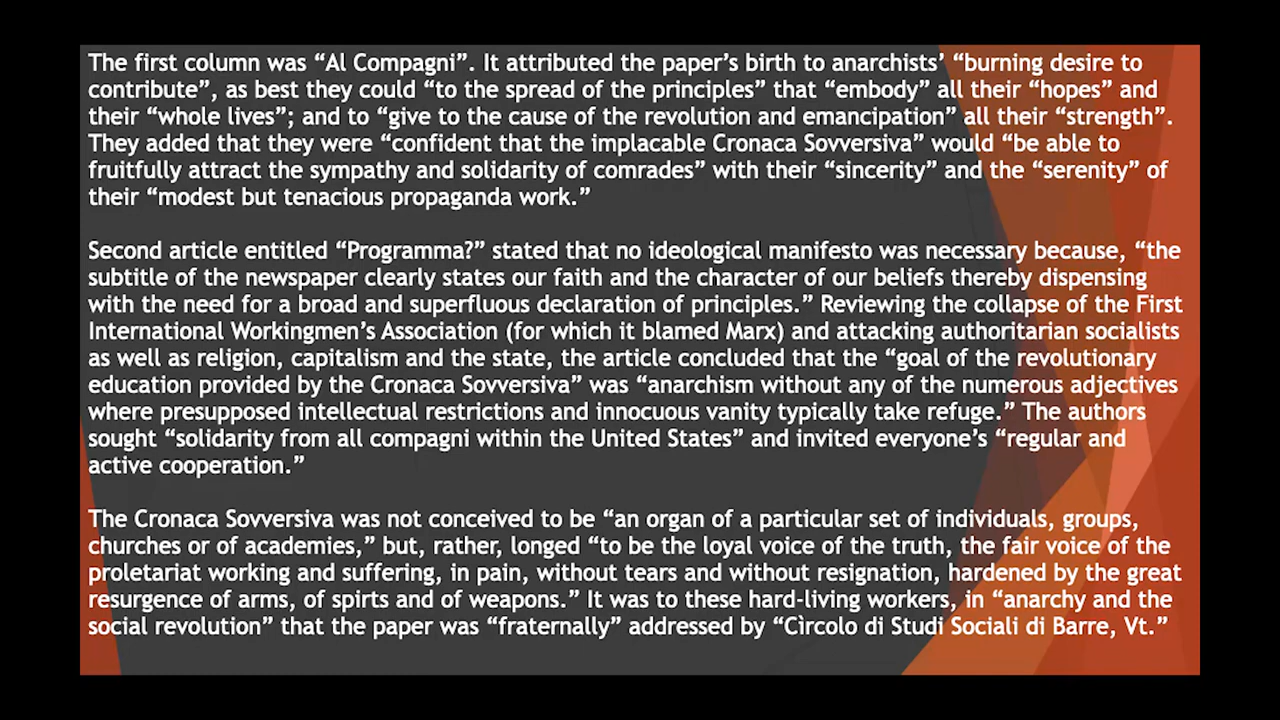 The first column was “Al Compagni”. It attributed the paper’s birth to anarchists’ “burning desire to
contribute”, as best they could “to the spread of the principles” that “embody” all their “hopes” and
their “whole lives”; and to “give to the cause of the revolution and emancipation” all their “strength”.
They added that they were “confident that the implacable Cronaca Sovversiva” would “be able to
fruitfully attract the sympathy and solidarity of comrades” with their “sincerity” and the “serenity” of
their “modest but tenacious propaganda work.”
Second article entitled “Programma?” stated that no ideological manifesto was necessary because, “the
subtitle of the newspaper clearly states our faith and the character of our beliefs thereby dispensing
with the need for a broad and superfluous declaration of principles.” Reviewing the collapse of the First
International Workingmen’s Association (for which it blamed Marx) and attacking authoritarian socialists
as well as religion, capitalism and the state, the article concluded that the “goal of the revolutionary
education provided by the Cronaca Sovversiva” was “anarchism without any of the numerous adjectives
where presupposed intellectual restrictions and innocuous vanity typically take refuge.” The authors
sought “solidarity from all compagni within the United States” and invited everyone’s “regular and
active cooperation.”
The Cronaca Sovversiva was not conceived to be “an organ of a particular set of individuals, groups,
churches or of academies,” but, rather, longed “to be the loyal voice of the truth, the fair voice of the
proletariat working and suffering, in pain, without tears and without resignation, hardened by the great
resurgence of arms, of spirts and of weapons.” It was to these hard-living workers, in “anarchy and the
social revolution” that the paper was “fraternally” addressed by “Cìrcolo di Studi Sociali di Barre, Vt.”